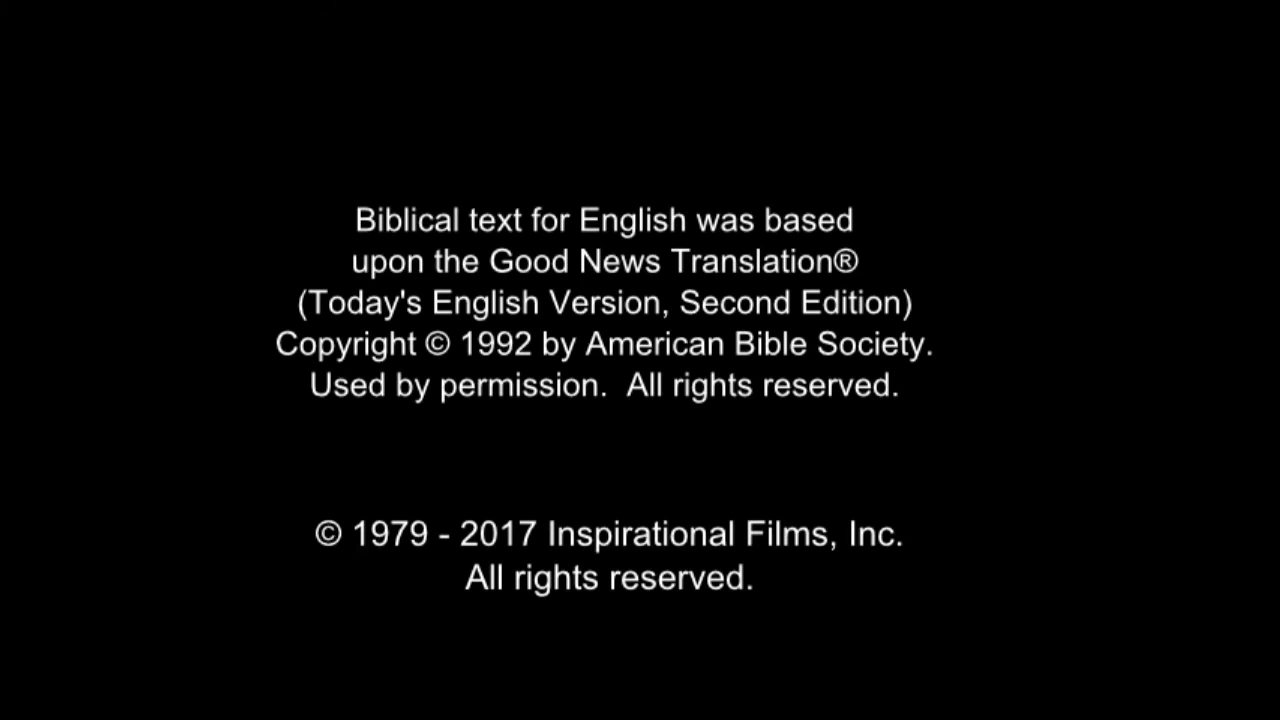 Biblical text for English was based
upon the Good News Translation®
(Today's English Version, Second Edition)
Copyright © 1992 by American Bible Society.
Used by permission.  All rights reserved.
© 1979 - 2017 Inspirational Films, Inc.
All rights reserved.